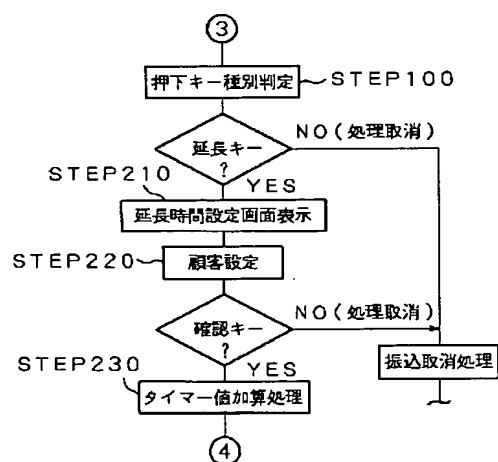 ③
押下キー種別判定
STEP100
延長キー
?
NO(処理取消)
YES
STEP210
延長時間設定画面表示
STEP220
顧客設定
確認キー
?
NO(処理取消)
YES
振込取消処理
STEP230
タイマー値加算処理
④